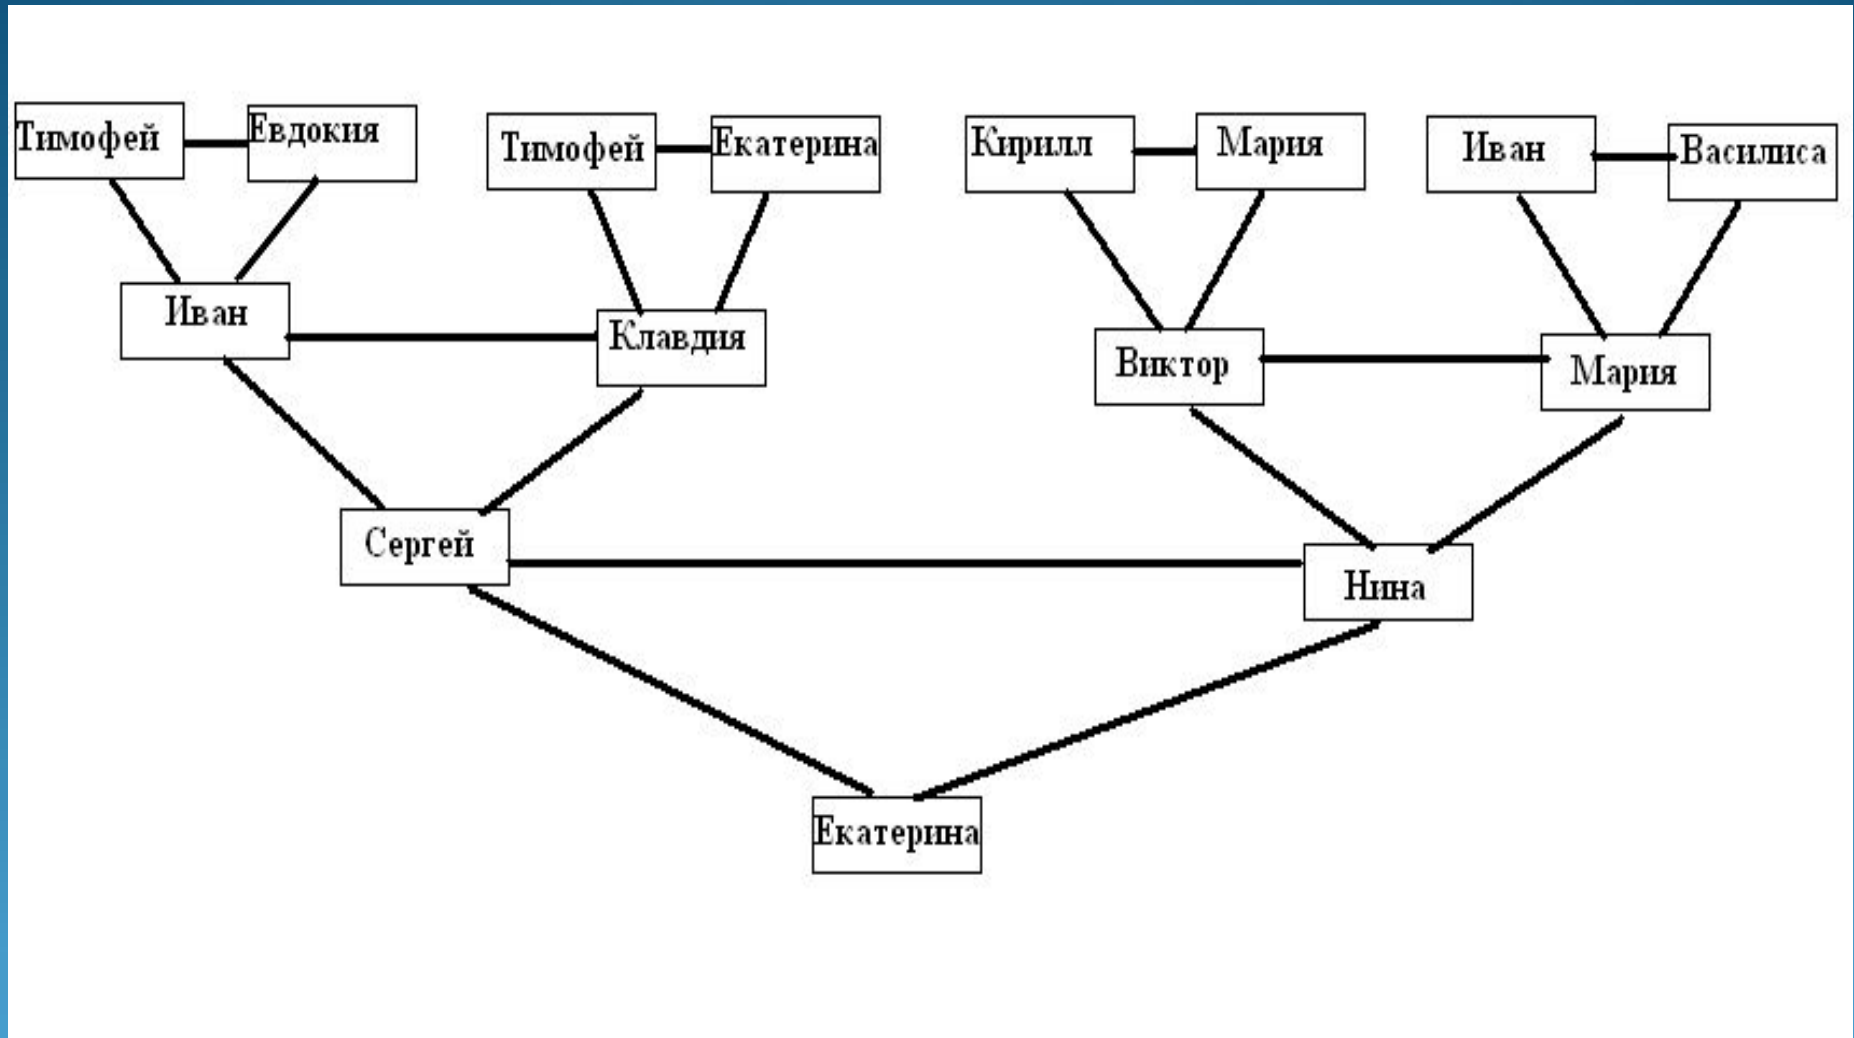 Тимофей
Евдокия
Тимофей
Екатерина
Кирилл
Мария
Иван
Василиса
Иван
Клавдия
Виктор
Мария
Сергей
Нина
Екатерина